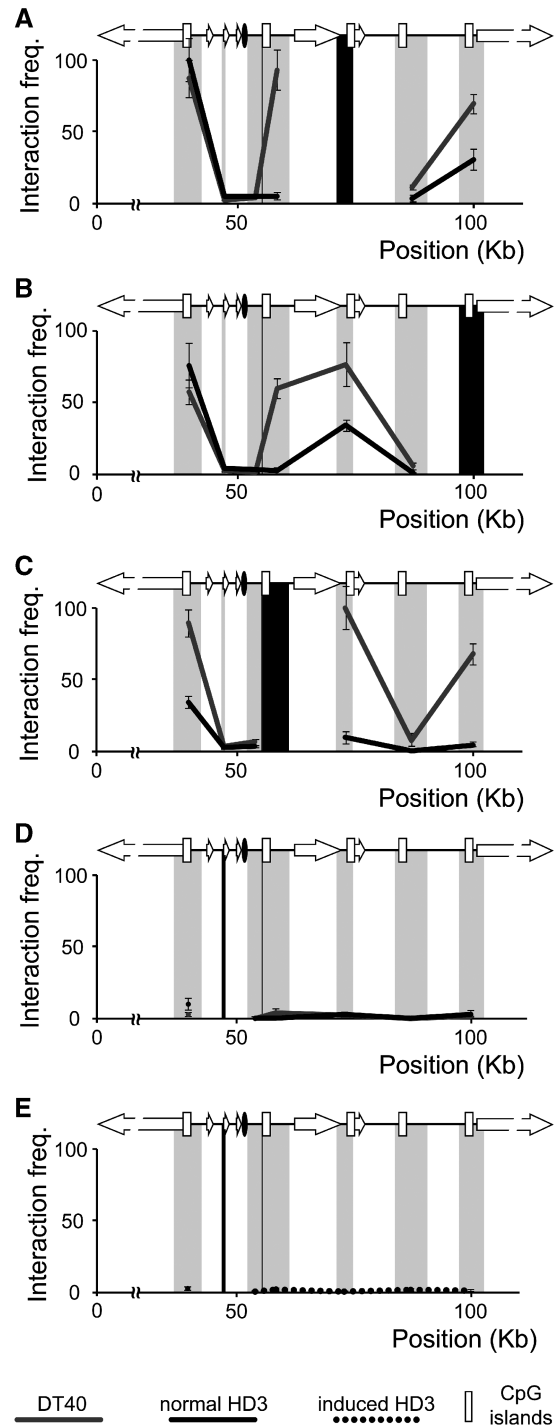 A
Interaction freq.
100
50
0
0
50
100
Position (Kb)
B
Interaction freq.
100
50
0
0
50
100
Position (Kb)
C
Interaction freq.
100
50
0
0
50
100
Position (Kb)
D
Interaction freq.
100
50
0
0
50
100
Position (Kb)
E
Interaction freq.
100
50
0
0
50
100
Position (Kb)
DT40
normal HD3
induced HD3
CpG
islands